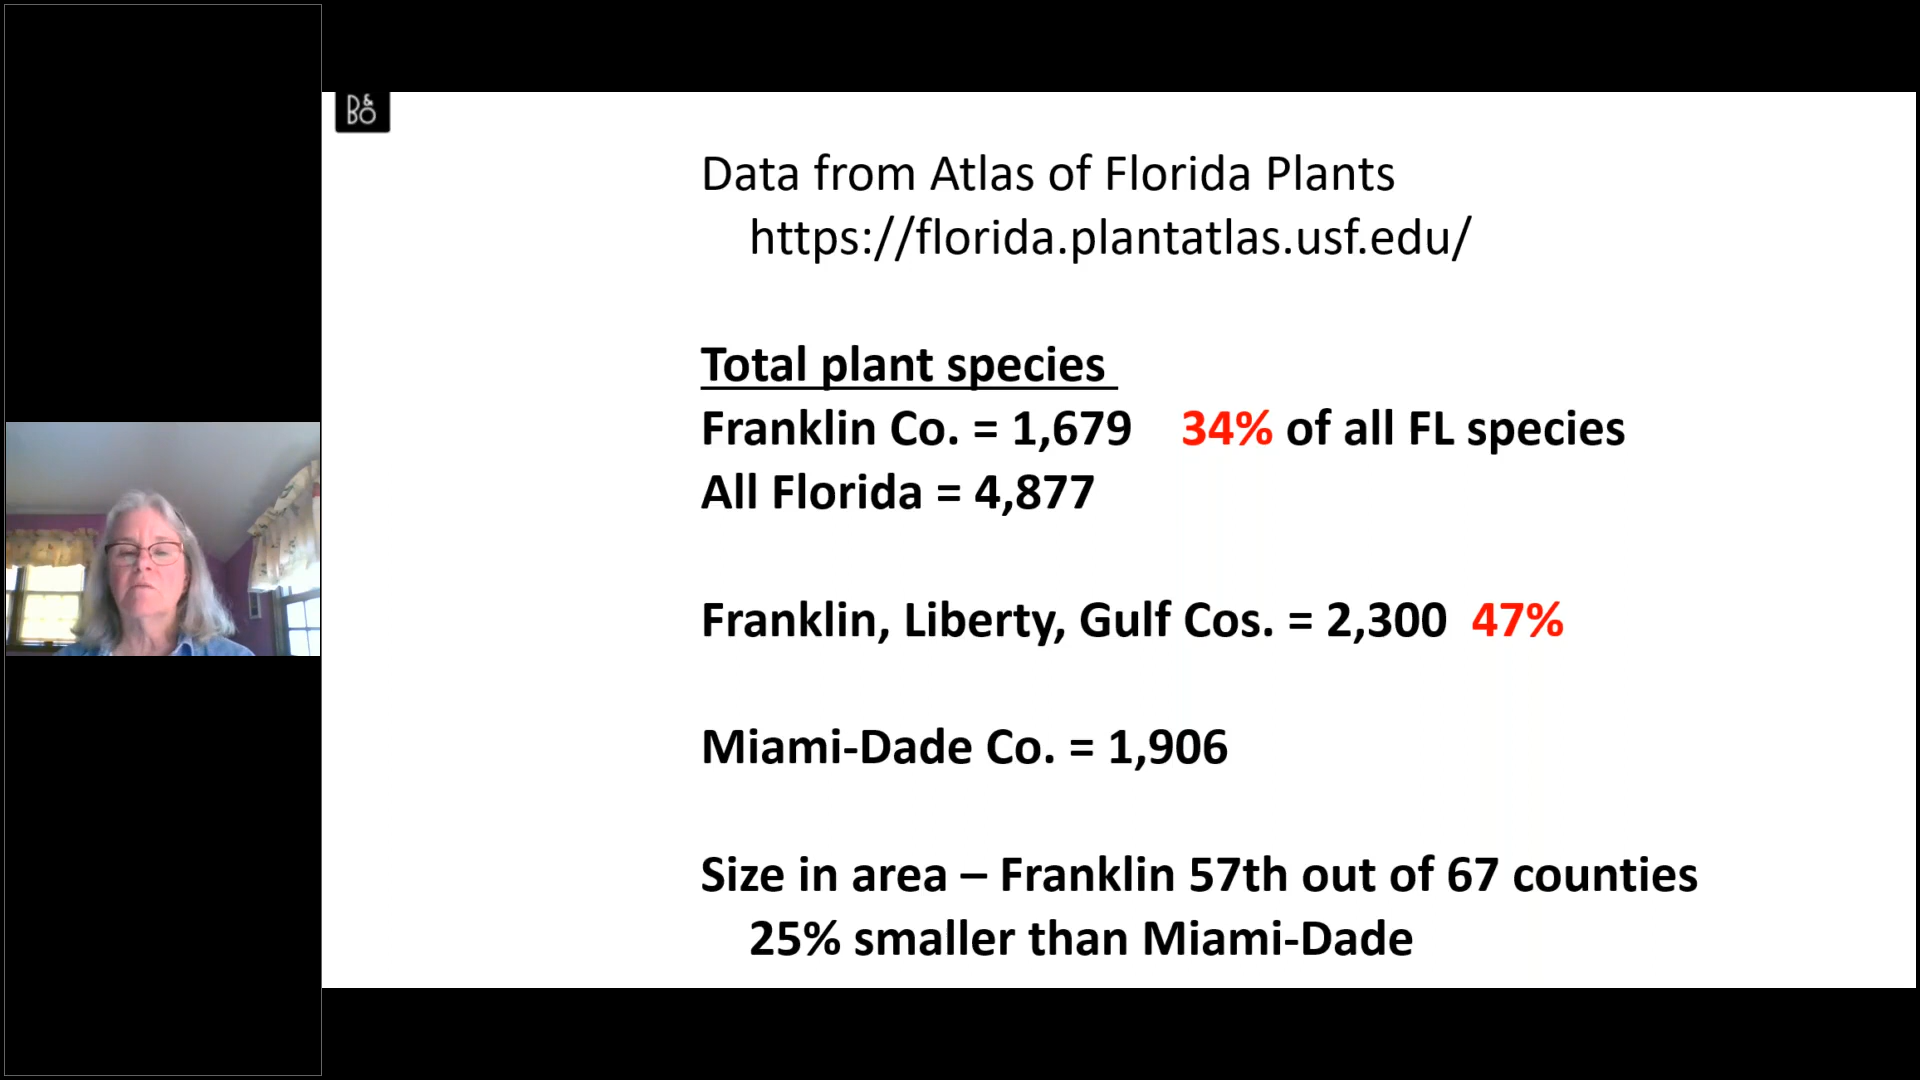 B&O
Data from Atlas of Florida Plants
https://florida.plantatlas.usf.edu/
Total plant species
Franklin Co. = 1,679 34% of all FL species
All Florida = 4,877
Franklin, Liberty, Gulf Cos. = 2,300 47%
Miami-Dade Co. = 1,906
Size in area – Franklin 57th out of 67 counties
25% smaller than Miami-Dade